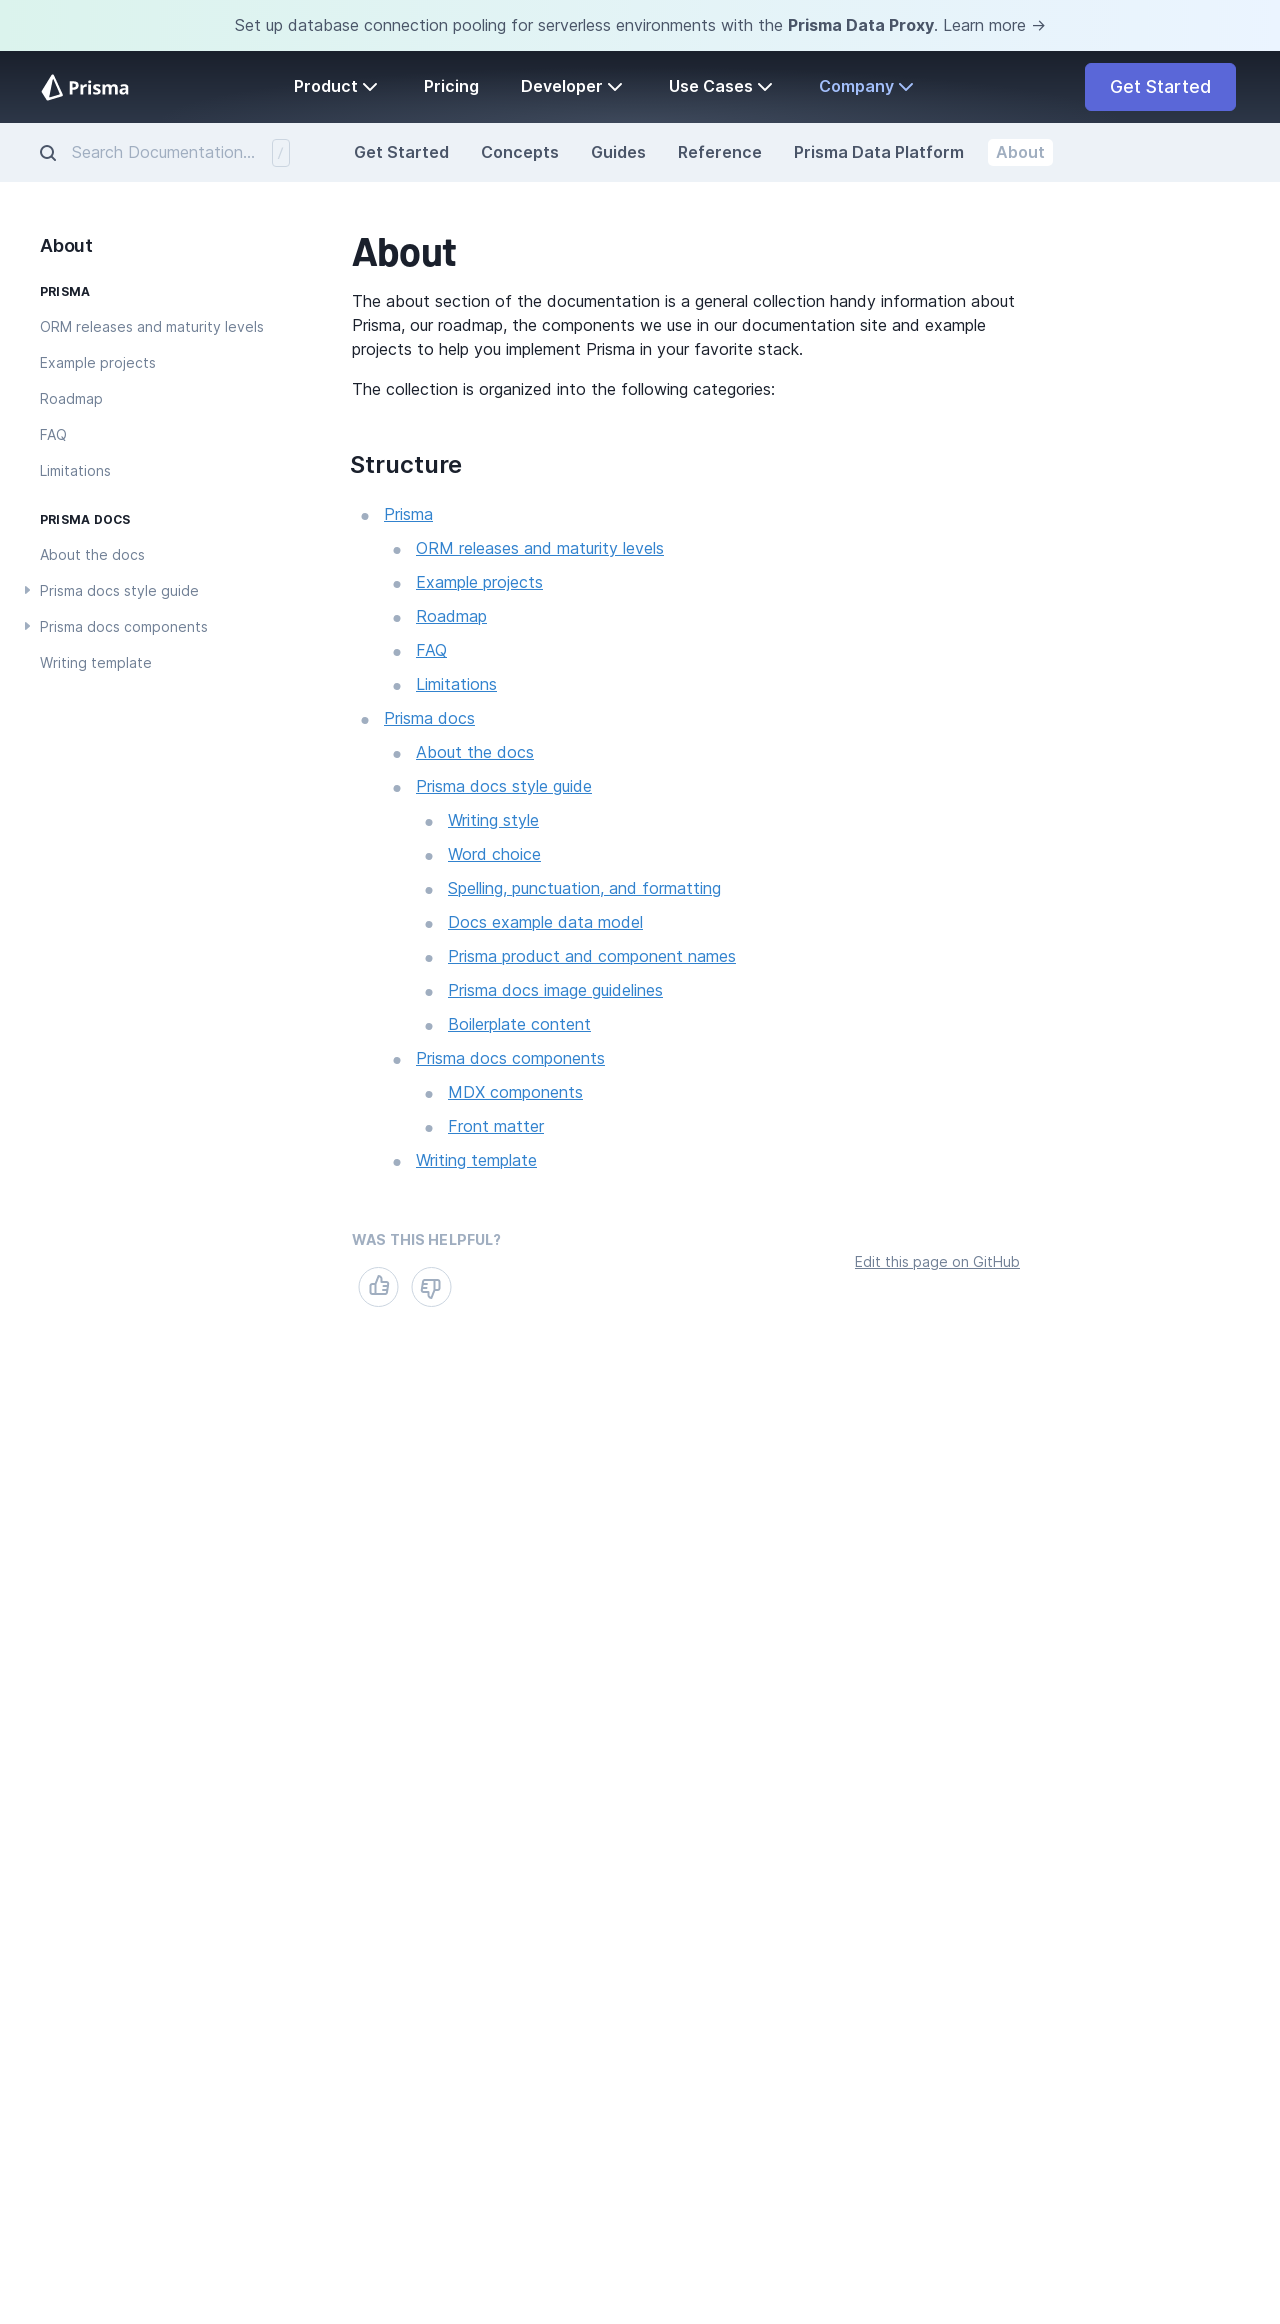 Set up database connection pooling for serverless environments with the Prisma Data Proxy. Learn more →
Prisma
Product
Pricing
Developer
Use Cases
Company
Get Started
Search Documentation...
/
Get Started
Concepts
Guides
Reference
Prisma Data Platform
About
About
PRISMA
ORM releases and maturity levels
Example projects
Roadmap
FAQ
Limitations
PRISMA DOCS
About the docs
Prisma docs style guide
Prisma docs components
Writing template
About
The about section of the documentation is a general collection handy information about
Prisma, our roadmap, the components we use in our documentation site and example
projects to help you implement Prisma in your favorite stack.
The collection is organized into the following categories:
Structure
Prisma
ORM releases and maturity levels
Example projects
Roadmap
FAQ
Limitations
Prisma docs
About the docs
Prisma docs style guide
Writing style
Word choice
Spelling, punctuation, and formatting
Docs example data model
Prisma product and component names
Prisma docs image guidelines
Boilerplate content
Prisma docs components
MDX components
Front matter
Writing template
WAS THIS HELPFUL?
Edit this page on GitHub